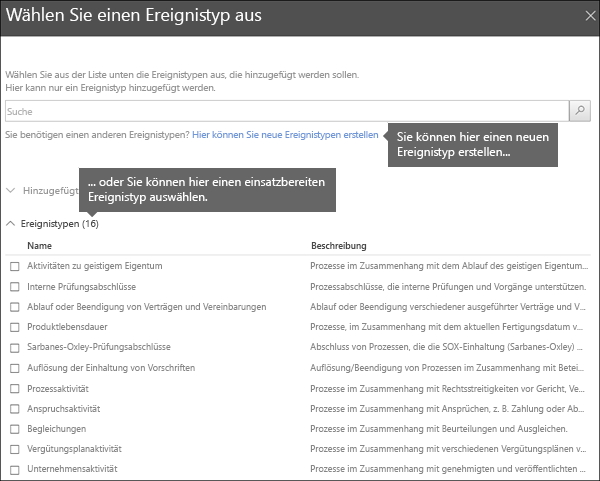 Wählen Sie einen Ereignistyp aus
Wählen Sie aus der Liste unten die Ereignistypen aus, die hinzugefügt werden sollen.
Hier kann nur ein Ereignistyp hinzugefügt werden.
Suche
Sie benötigen einen anderen Ereignistypen? Hier können Sie neue Ereignistypen erstellen
Sie können hier einen neuen
Ereignistyp erstellen...
Hinzugefügt
... oder Sie können hier einen einsatzbereiten
Ereignistyp auswählen.
Ereignistypen (16)
Name Beschreibung
Aktivitäten zu geistigem Eigentum Prozesse im Zusammenhang mit dem Ablauf des geistigen Eigentum...
Interne Prüfungsabschlüsse Prozessabschlüsse, die interne Prüfungen und Vorgänge unterstützen.
Ablauf oder Beendigung von Verträgen und Vereinbarungen Ablauf oder Beendigung verschiedener ausgeführter Verträge und V...
Produktlebensdauer Prozesse, im Zusammenhang mit dem aktuellen Fertigungsdatum v...
Sarbanes-Oxley-Prüfungsabschlüsse Abschluss von Prozessen, die die SOX-Einhaltung (Sarbanes-Oxley) ...
Auflösung der Einhaltung von Vorschriften Auflösung/Beendigung von Prozessen im Zusammenhang mit Betei...
Prozessaktivität Prozesse im Zusammenhang mit Rechtsstreitigkeiten vor Gericht, Ve...
Anspruchsaktivität Prozesse im Zusammenhang mit Ansprüchen, z. B. Zahlung oder Ab...
Begleichungen Prozesse im Zusammenhang mit Beurteilungen und Ausgleichen.
Vergütungsplanaktivität Prozesse im Zusammenhang mit verschiedenen Vergütungsplänen v...
Unternehmensaktivität Prozesse im Zusammenhang mit genehmigten und veröffentlichten ...